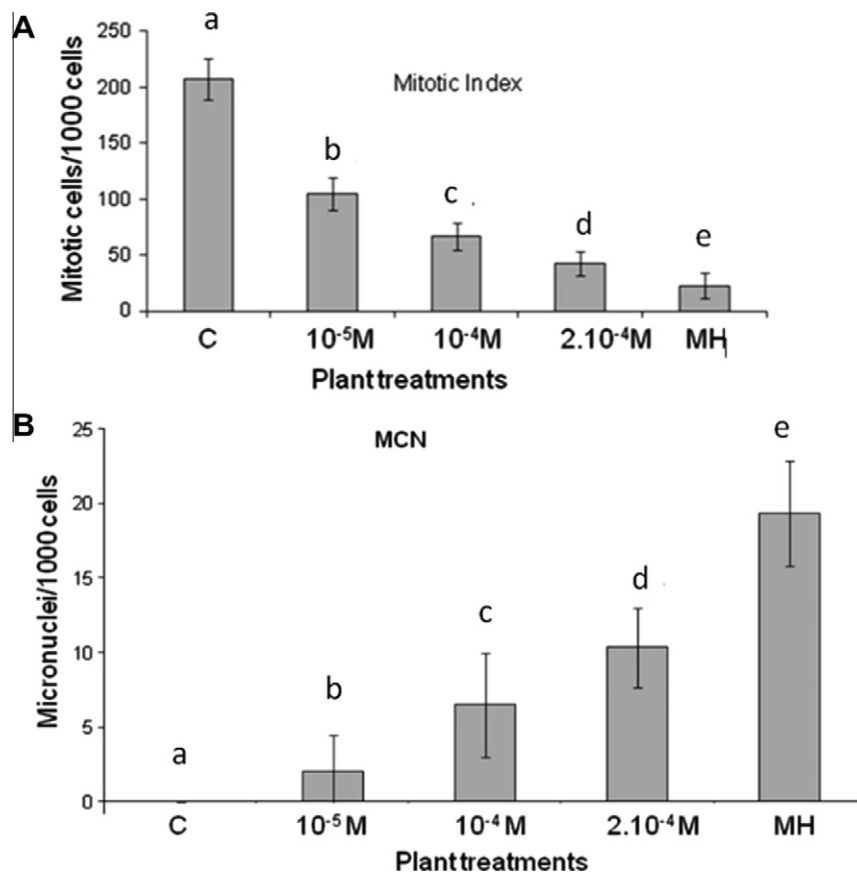 A
a
250
Mitotic Index
200
b
150
c
d
e
100
50
0
Mitotic cells/1000 cells
C 10⁻⁵M 10⁻⁴M 2.10⁻⁴M MH
Plant treatments
B
25
MCN
e
20
d
15
c
10
b
5
a
0
Micronuclei/1000 cells
C 10⁻⁵M 10⁻⁴M 2.10⁻⁴M MH
Plant treatments